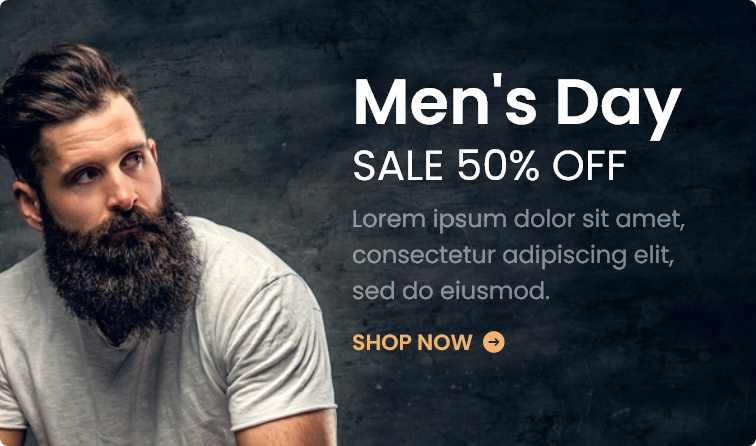 Men's Day
SALE 50% OFF
Lorem ipsum dolor sit amet,
consectetur adipiscing elit,
sed do eiusmod.
SHOP NOW